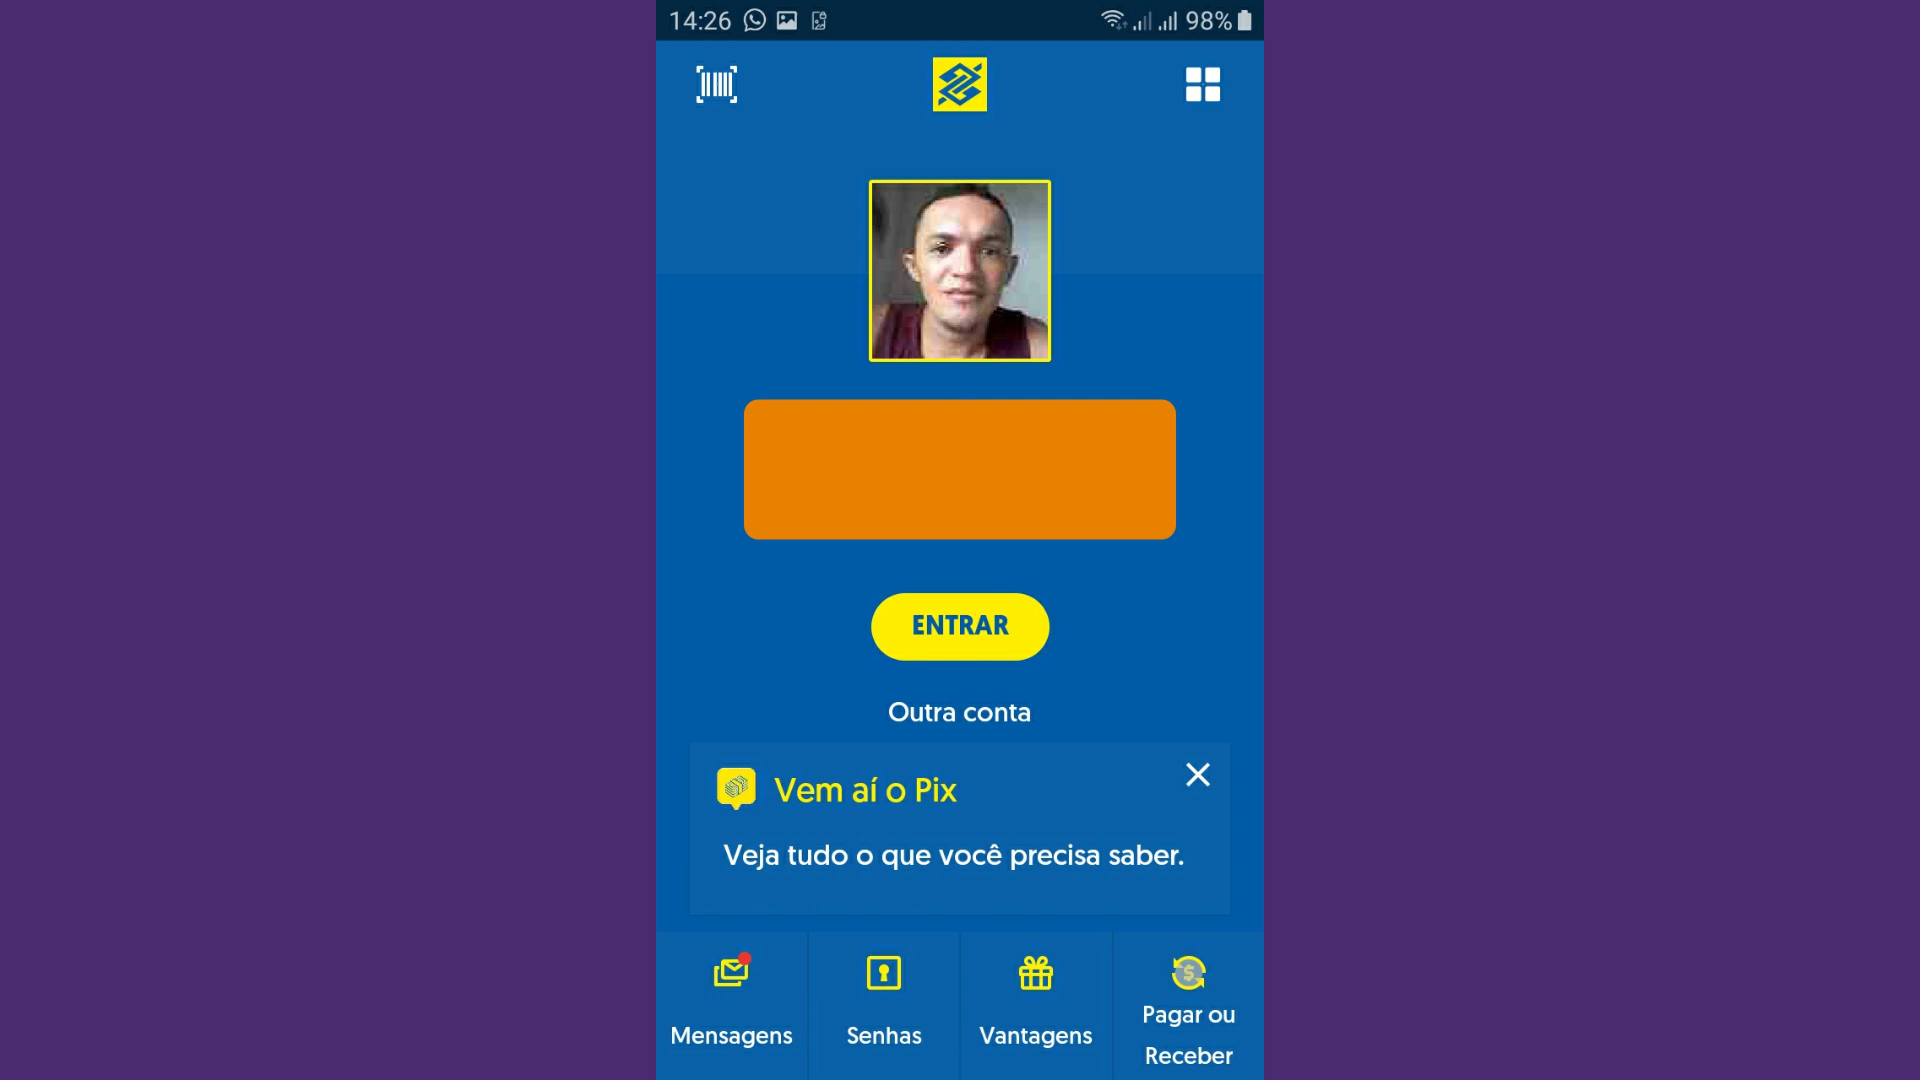 14:26
98%
ENTRAR
Outra conta
Vem aí o Pix
Veja tudo o que você precisa saber.
Mensagens
Senhas
Vantagens
Pagar ou
Receber